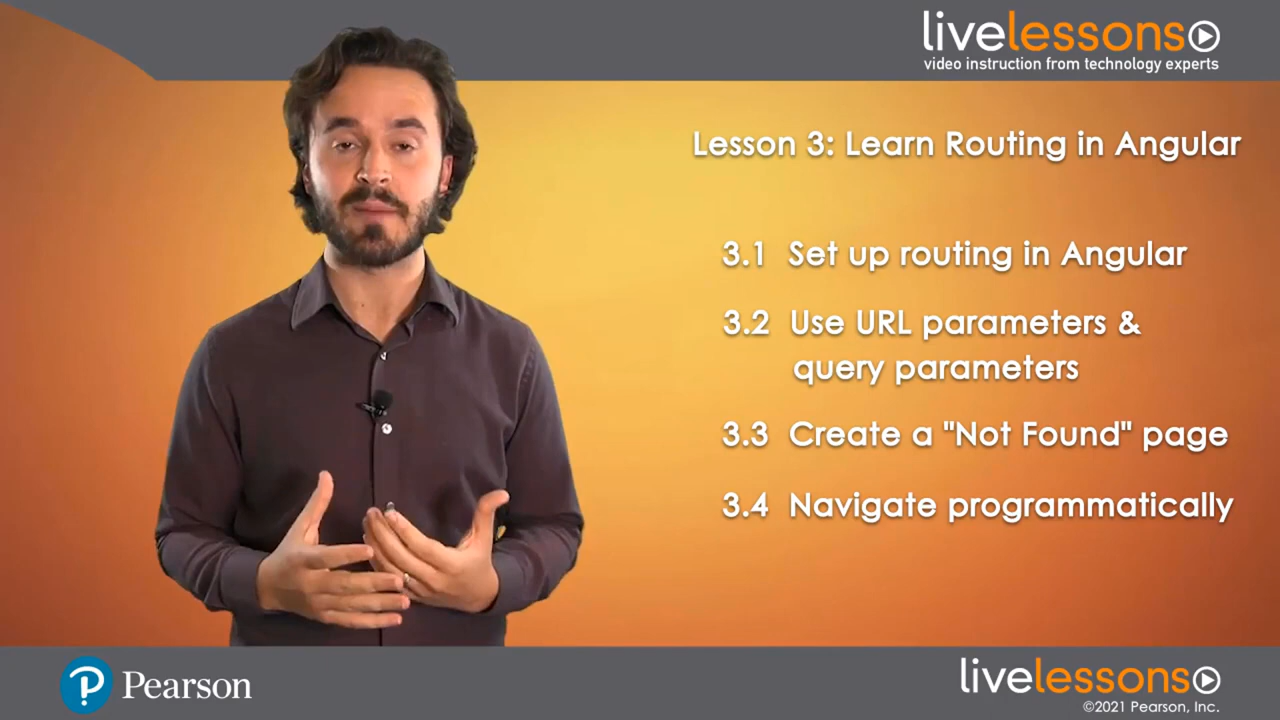 livelessons
video instruction from technology experts
Lesson 3: Learn Routing in Angular
3.1 Set up routing in Angular
3.2 Use URL parameters &
query parameters
3.3 Create a "Not Found" page
3.4 Navigate programmatically
P Pearson
livelessons
©2021 Pearson, Inc.